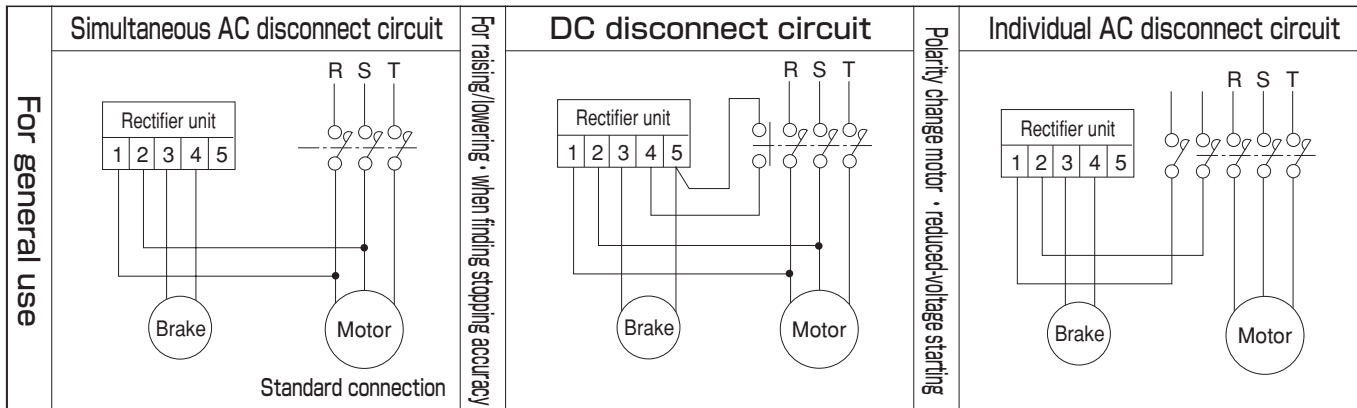 For general use
Simultaneous AC disconnect circuit
R S T
Rectifier unit
1 2 3 4 5
Brake
Motor
Standard connection
For raising/lowering・when finding stopping accuracy
DC disconnect circuit
R S T
Rectifier unit
1 2 3 4 5
Brake
Motor
Polarity change motor・reduced-voltage starting
Individual AC disconnect circuit
R S T
Rectifier unit
1 2 3 4 5
Brake
Motor